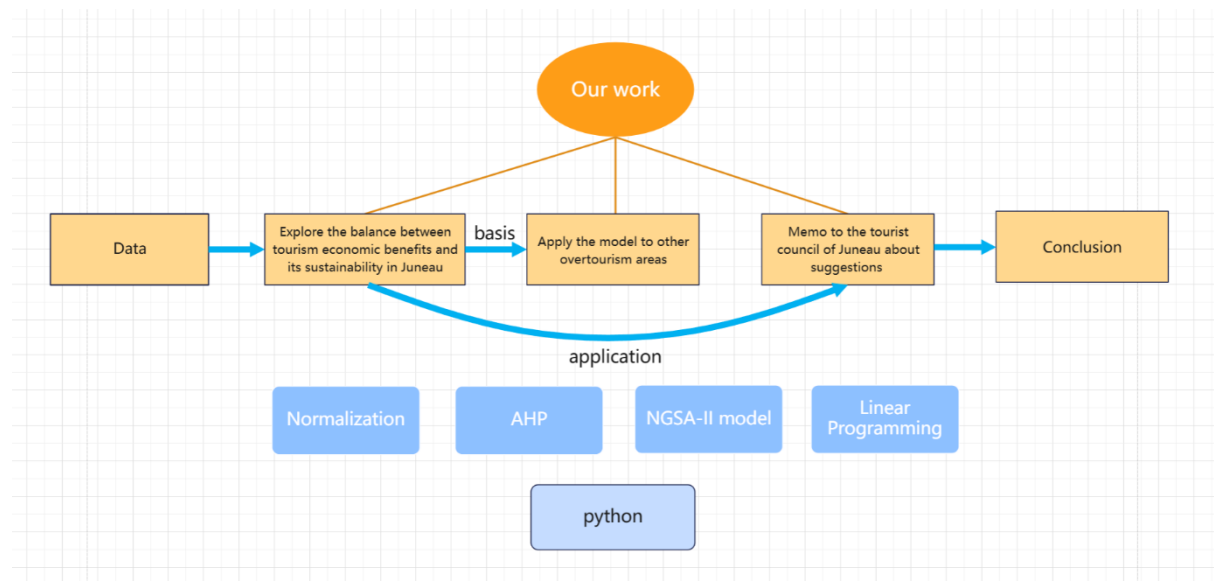 Our work
Data
Explore the balance between
tourism economic benefits and
its sustainability in Juneau
basis
Apply the model to other
overtourism areas
Memo to the tourist
council of Juneau about
suggestions
Conclusion
application
Normalization
AHP
NGSA-II model
Linear
Programming
python